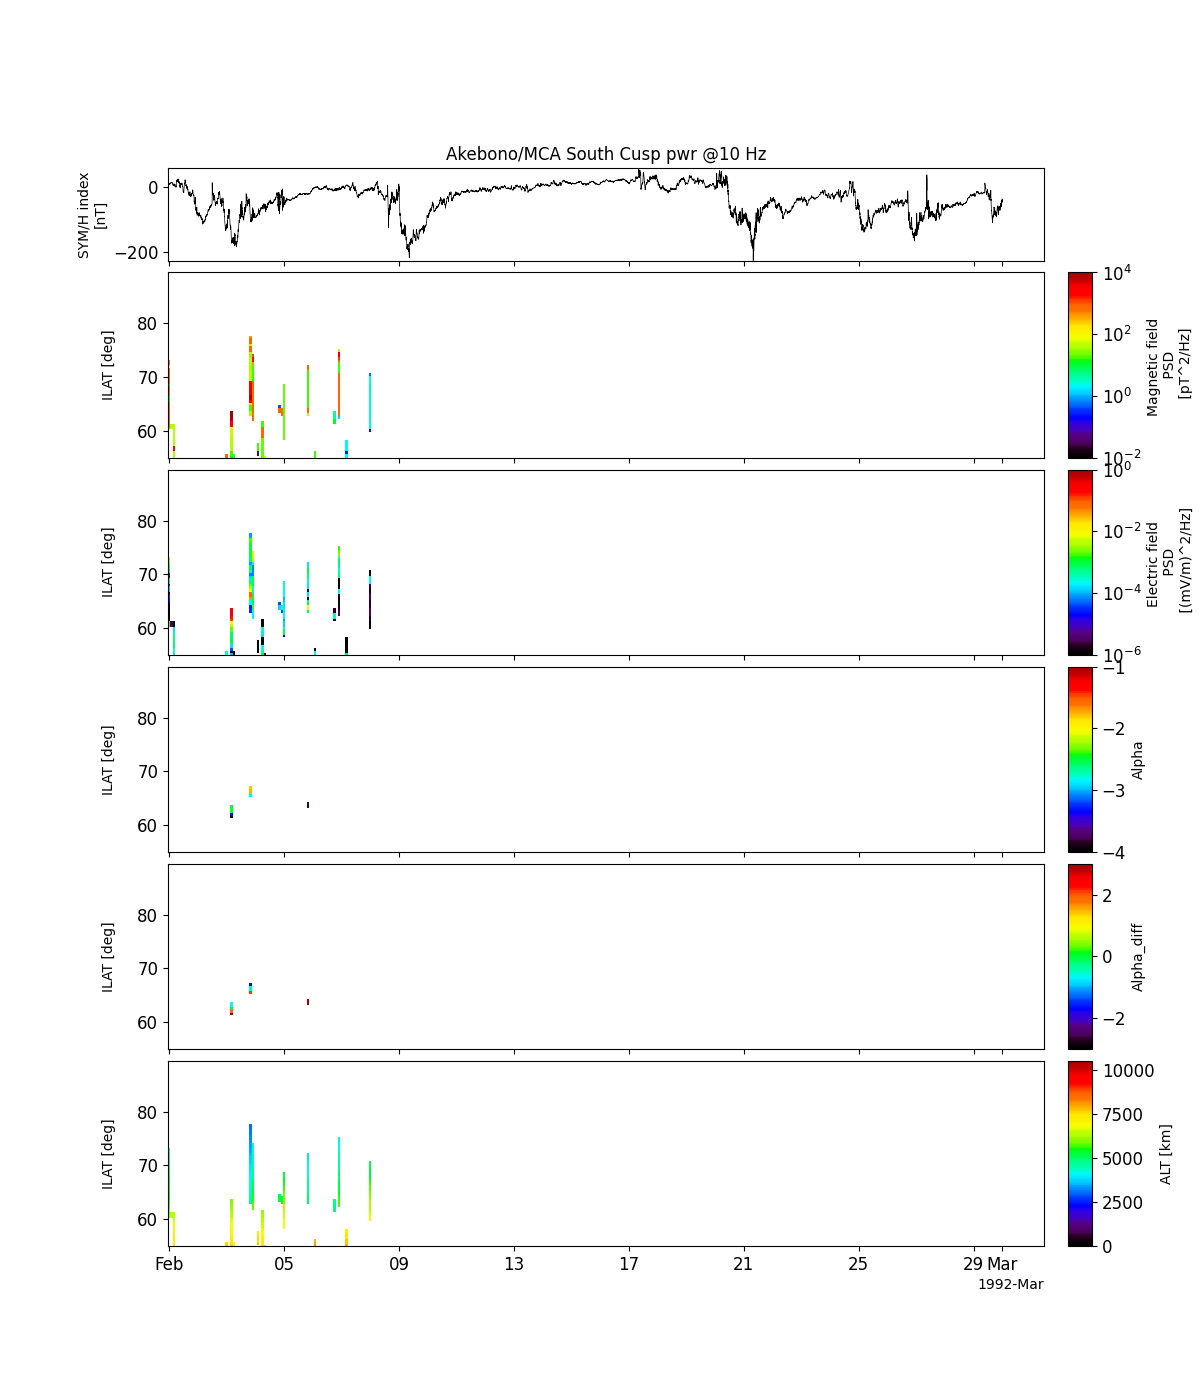 Akebono/MCA South Cusp pwr @10 Hz
SYM/H index
[nT]
0
−200
ILAT [deg]
80
70
60
10^4
10^2
10^0
10^-2
Magnetic field
PSD
[pT^2/Hz]
ILAT [deg]
80
70
60
10^0
10^-2
10^-4
10^-6
Electric field
PSD
[(mV/m)^2/Hz]
ILAT [deg]
80
70
60
−1
−2
−3
−4
Alpha
ILAT [deg]
80
70
60
2
0
−2
Alpha_diff
ILAT [deg]
80
70
60
10000
7500
5000
2500
0
ALT [km]
Feb 05 09 13 17 21 25 29 Mar
1992-Mar